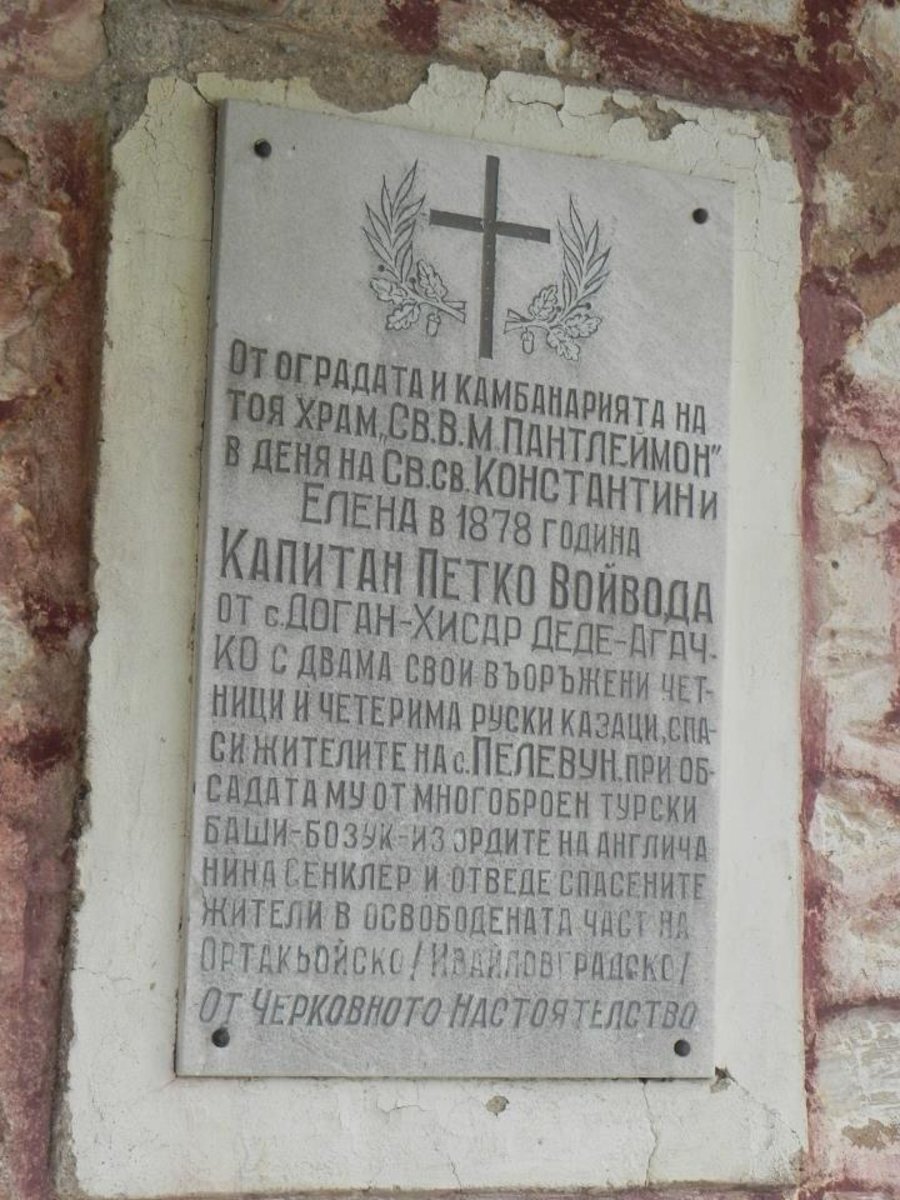 От оградата и камбанарията на
тоя храм „Св.В.М.Пантлеймон”
в деня на Св.св.Константин и
Елена в 1878 година
Капитан Петко Войвода
от с.Доган-Хисар Деде-Агач-
ко с двама свои въоръжени чет-
ници и четерима руски казаци,спа-
си жителите на с.Пелевун.при об-
садата му от многоброен турски
баши-бозук-из ордите на англича
нина Сенклер и отведе спасените
жители в освободената част на
Ортакьойско/Ивайловградско/
От Черковното Настоятелство